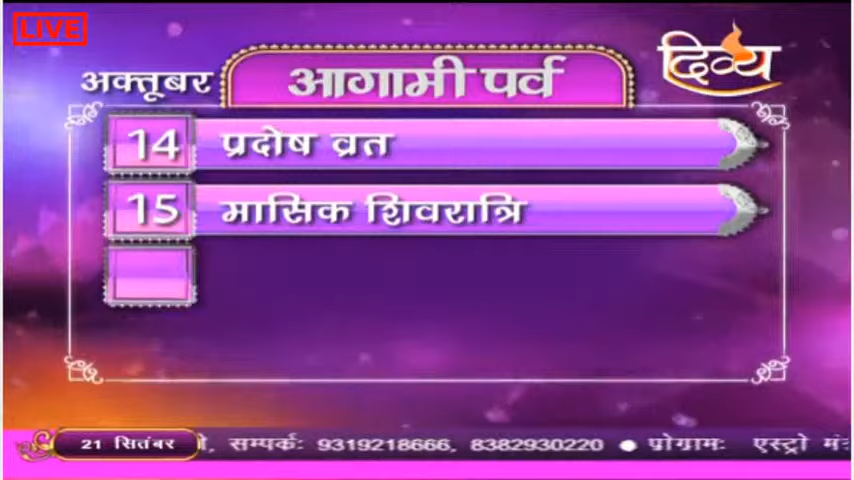 LIVE
अक्तूबर
आगामी पर्व
दिव्य
14 प्रदोष व्रत
15 मासिक शिवरात्रि
21 सितंबर
सम्पर्कः 9319218666, 8382930220 ● प्रोग्रामः एस्ट्रो